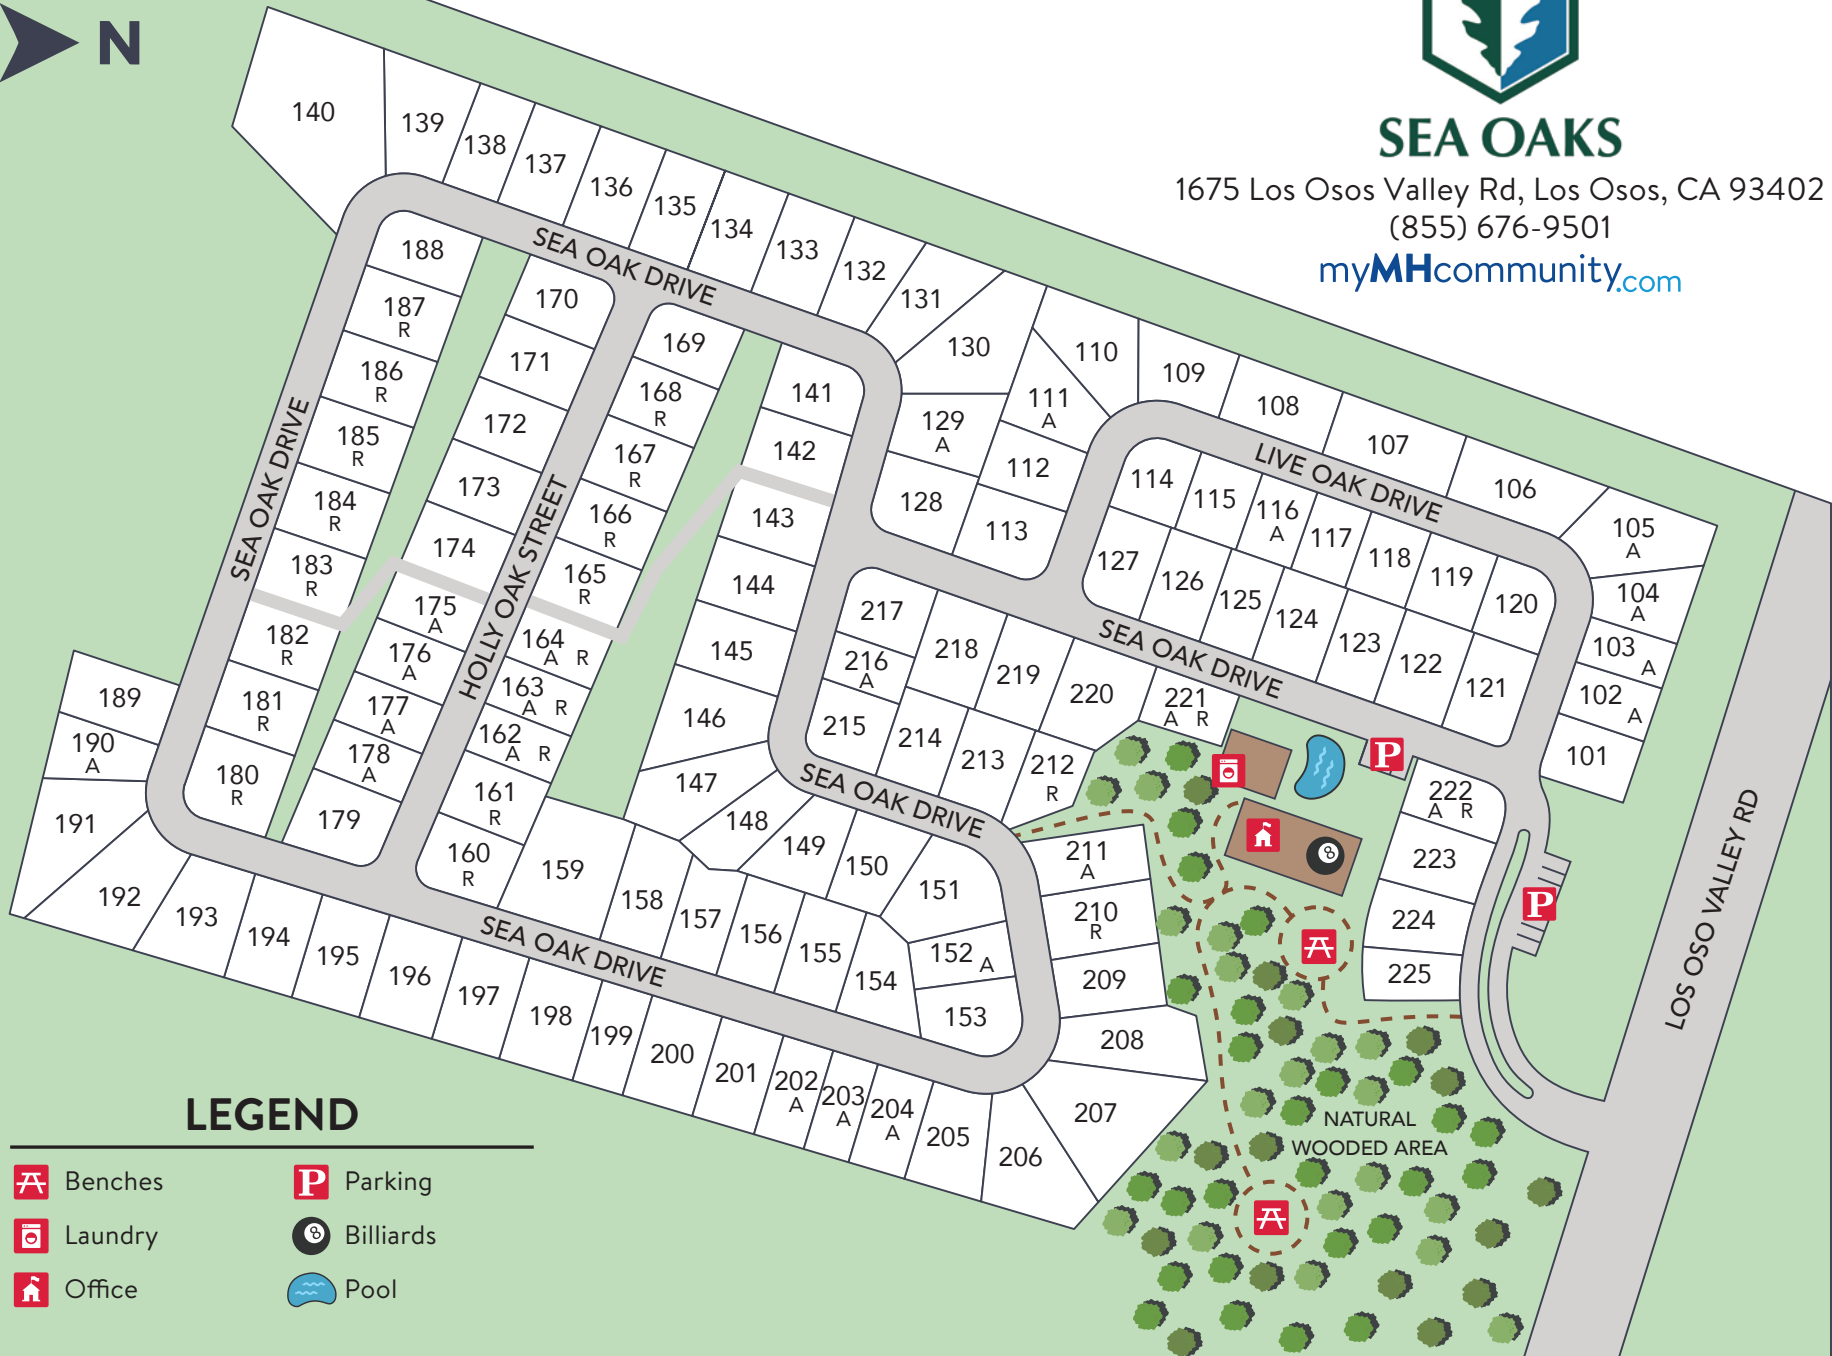 N
SEA OAKS
1675 Los Osos Valley Rd, Los Osos, CA 93402
(855) 676-9501
myMHcommunity.com
140
139
138
137
136
135
134
133
132
131
130
110
109
108
107
106
105
A
104
A
103
A
102
A
101
SEA OAK DRIVE
188
187
R
186
R
185
R
184
R
183
R
182
R
181
R
180
R
SEA OAK DRIVE
170
171
172
173
174
175
A
176
A
177
A
178
A
179
HOLLY OAK STREET
169
168
R
167
R
166
R
165
R
164
A R
163
A R
162
A R
161
R
160
R
141
142
143
144
145
146
147
148
149
150
151
152
A
153
154
155
156
157
158
159
129
A
128
111
A
112
113
LIVE OAK DRIVE
114
115
116
A
117
118
119
120
127
126
125
124
123
122
121
SEA OAK DRIVE
217
216
A
215
218
219
220
221
A R
214
213
212
R
SEA OAK DRIVE
211
A
210
R
209
208
207
206
205
204
A
203
A
202
A
201
200
199
198
197
196
195
194
193
192
191
190
A
189
SEA OAK DRIVE
P
8
222
A R
223
224
225
P
LOS OSO VALLEY RD
NATURAL
WOODED AREA
LEGEND
Benches
P Parking
Laundry
8 Billiards
Office
Pool